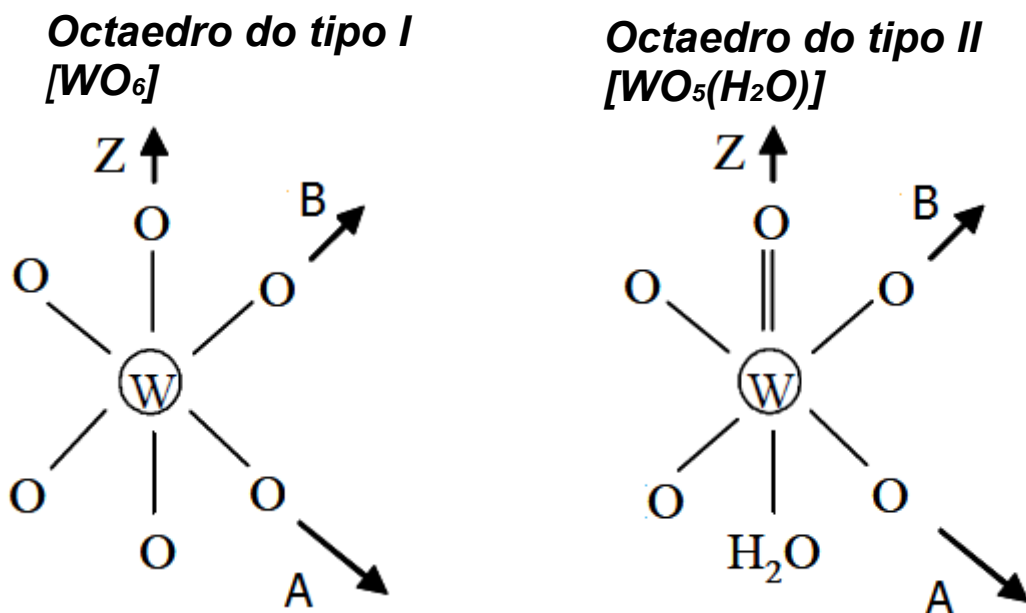 Octaedro do tipo I
[WO₆]
Z
B
O
O
O
W
O
O
O
A
Octaedro do tipo II
[WO₅(H₂O)]
Z
B
O
O
O
W
O
O
H₂O
A